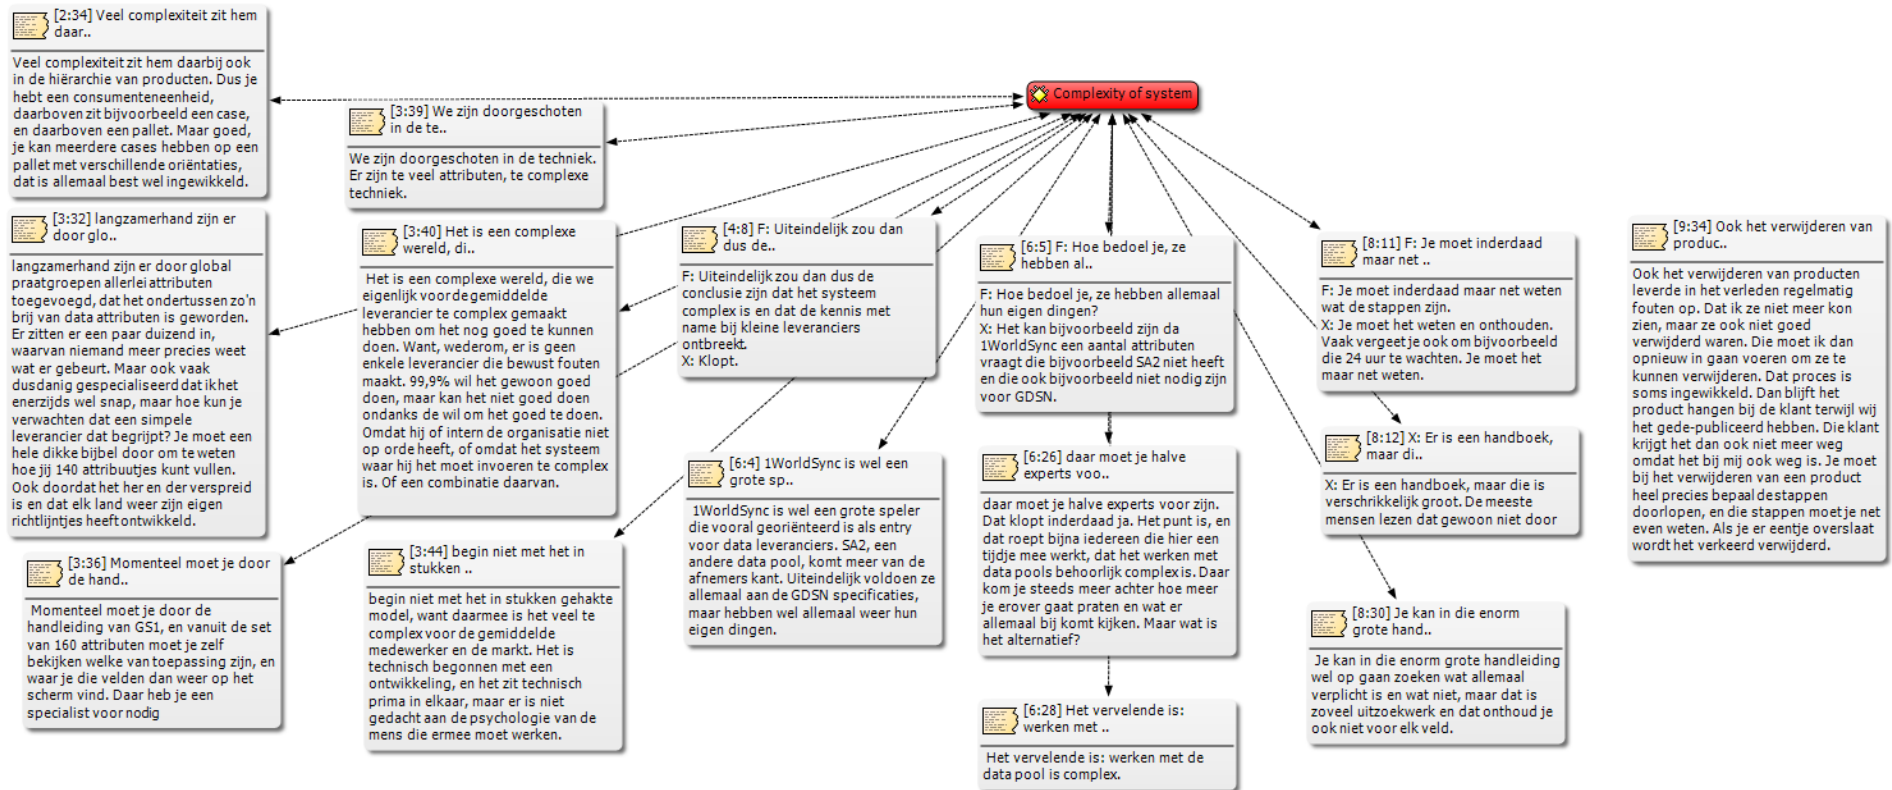 Complexity of system
[2:34] Veel complexiteit zit hem
daar..
Veel complexiteit zit hem daarbij ook
in de hiërarchie van producten. Dus je
hebt een consumenteneenheid,
daarboven zit bijvoorbeeld een case,
en daarboven een pallet. Maar goed,
je kan meerdere cases hebben op een
pallet met verschillende oriëntaties,
dat is allemaal best wel ingewikkeld.
[3:39] We zijn doorgeschoten
in de te..
We zijn doorgeschoten in de techniek.
Er zijn te veel attributen, te complexe
techniek.
[3:32] langzamerhand zijn er
door glo..
langzamerhand zijn er door global
praatgroepen allerlei attributen
toegevoegd, dat het ondertussen zo'n
brij van data attributen is geworden.
Er zitten er een paar duizend in,
waarvan niemand meer precies weet
wat er gebeurt. Maar ook vaak
dusdanig gespecialiseerd dat ik het
enerzijds wel snap, maar hoe kun je
verwachten dat een simpele
leverancier dat begrijpt? Je moet een
hele dikke bijbel door om te weten
hoe jij 140 attribuutjes kunt vullen.
Ook doordat het her en der verspreid
is en dat elk land weer zijn eigen
richtlijntjes heeft ontwikkeld.
[3:40] Het is een complexe
wereld, di..
Het is een complexe wereld, die we
eigenlijk voor de gemiddelde
leverancier te complex gemaakt
hebben om het nog goed te kunnen
doen. Want, wederom, er is geen
enkele leverancier die bewust fouten
maakt. 99,9% wil het gewoon goed
doen, maar kan het niet goed doen
ondanks de wil om het goed te doen.
Omdat hij of intern de organisatie niet
op orde heeft, of omdat het systeem
waar hij het moet invoeren te complex
is. Of een combinatie daarvan.
[4:8] F: Uiteindelijk zou dan
dus de..
F: Uiteindelijk zou dan dus de
conclusie zijn dat het systeem
complex is en dat de kennis met
name bij kleine leveranciers
ontbreekt.
X: Klopt.
[6:5] F: Hoe bedoel je, ze
hebben al..
F: Hoe bedoel je, ze hebben allemaal
hun eigen dingen?
X: Het kan bijvoorbeeld zijn da
1WorldSync een aantal attributen
vraagt die bijvoorbeeld SA2 niet heeft
en die ook bijvoorbeeld niet nodig zijn
voor GDSN.
[8:11] F: Je moet inderdaad
maar net ..
F: Je moet inderdaad maar net weten
wat de stappen zijn.
X: Je moet het weten en onthouden.
Vaak vergeet je ook om bijvoorbeeld
die 24 uur te wachten. Je moet het
maar net weten.
[9:34] Ook het verwijderen van
produc..
Ook het verwijderen van producten
leverde in het verleden regelmatig
fouten op. Dat ik ze niet meer kon
zien, maar ze ook niet goed
verwijderd waren. Die moet ik dan
opnieuw in gaan voeren om ze te
kunnen verwijderen. Dat proces is
soms ingewikkeld. Dan blijft het
product hangen bij de klant terwijl wij
het gede-publiceerd hebben. Die klant
krijgt het dan ook niet meer weg
omdat het bij mij ook weg is. Je moet
bij het verwijderen van een product
heel precies bepaal de stappen
doorlopen, en die stappen moet je net
even weten. Als je er eentje overslaat
wordt het verkeerd verwijderd.
[8:12] X: Er is een handboek,
maar di..
X: Er is een handboek, maar die is
verschrikkelijk groot. De meeste
mensen lezen dat gewoon niet door
[6:4] 1WorldSync is wel een
grote sp..
1WorldSync is wel een grote speler
die vooral georiënteerd is als entry
voor data leveranciers. SA2, een
andere data pool, komt meer van de
afnemers kant. Uiteindelijk voldoen ze
allemaal aan de GDSN specificaties,
maar hebben wel allemaal weer hun
eigen dingen.
[6:26] daar moet je halve
experts voo..
daar moet je halve experts voor zijn.
Dat klopt inderdaad ja. Het punt is, en
dat roept bijna iedereen die hier een
tijdje mee werkt, dat het werken met
data pools behoorlijk complex is. Daar
kom je steeds meer achter hoe meer
je erover gaat praten en wat er
allemaal bij komt kijken. Maar wat is
het alternatief?
[3:36] Momenteel moet je door
de hand..
Momenteel moet je door de
handleiding van GS1, en vanuit de set
van 160 attributen moet je zelf
bekijken welke van toepassing zijn, en
waar je die velden dan weer op het
scherm vind. Daar heb je een
specialist voor nodig
[3:44] begin niet met het in
stukken ..
begin niet met het in stukken gehakte
model, want daarmee is het veel te
complex voor de gemiddelde
medewerker en de markt. Het is
technisch begonnen met een
ontwikkeling, en het zit technisch
prima in elkaar, maar er is niet
gedacht aan de psychologie van de
mens die ermee moet werken.
[8:30] Je kan in die enorm
grote hand..
Je kan in die enorm grote handleiding
wel op gaan zoeken wat allemaal
verplicht is en wat niet, maar dat is
zoveel uitzoekwerk en dat onthoud je
ook niet voor elk veld.
[6:28] Het vervelende is:
werken met ..
Het vervelende is: werken met de
data pool is complex.